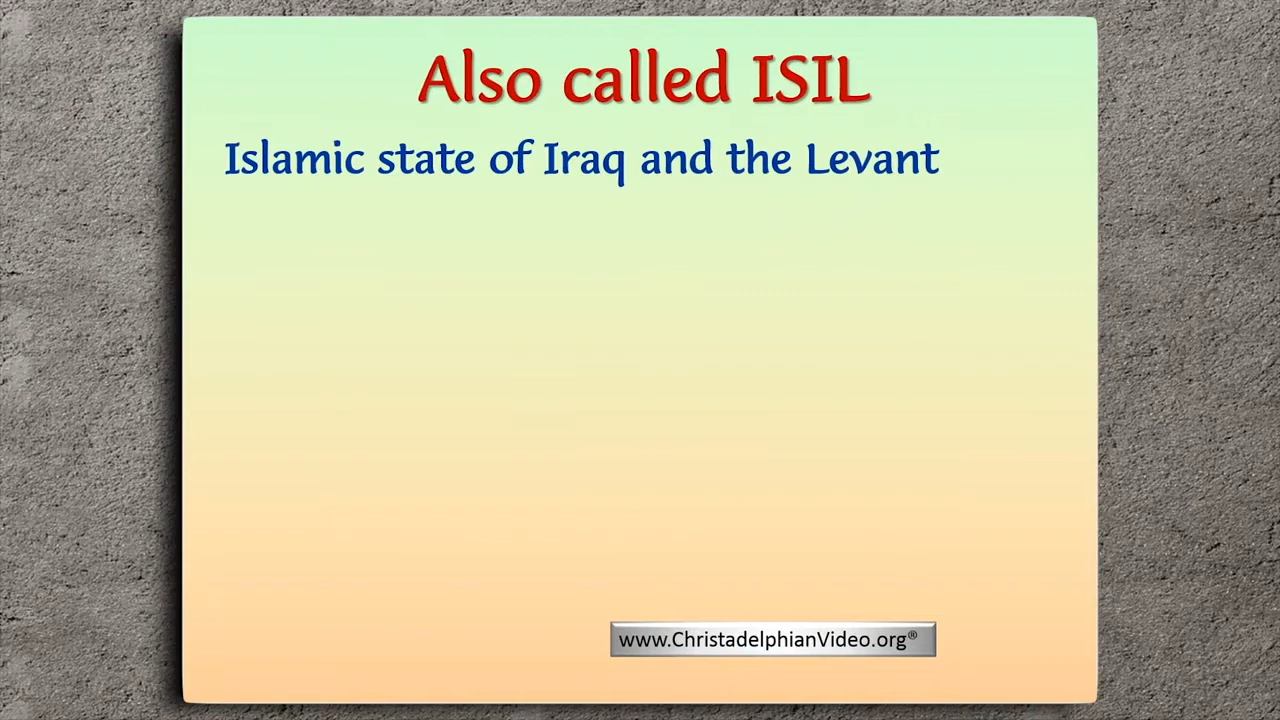 Also called ISIL
Islamic state of Iraq and the Levant
www.ChristadelphianVideo.org®